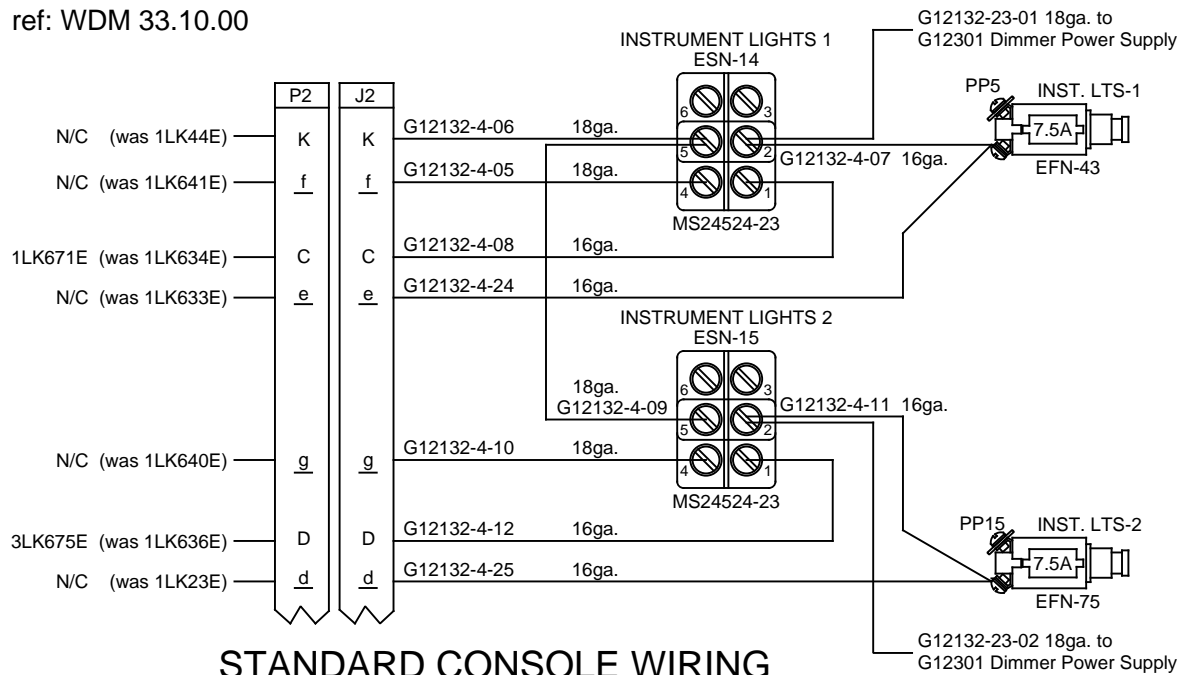 ref: WDM 33.10.00
G12132-23-01 18ga. to
G12301 Dimmer Power Supply
INSTRUMENT LIGHTS 1
ESN-14
P2 J2
PP5 INST. LTS-1
6 3
N/C (was 1LK44E) K K G12132-4-06 18ga. 5 2 7.5A
G12132-4-07 16ga.
EFN-43
N/C (was 1LK641E) f f G12132-4-05 18ga. 4 1
MS24524-23
1LK671E (was 1LK634E) C C G12132-4-08 16ga.
N/C (was 1LK633E) e e G12132-4-24 16ga.
INSTRUMENT LIGHTS 2
ESN-15
6 3
18ga.
G12132-4-09 5 2 G12132-4-11 16ga.
N/C (was 1LK640E) g g G12132-4-10 18ga. 4 1
MS24524-23
3LK675E (was 1LK636E) D D G12132-4-12 16ga.
PP15 INST. LTS-2
7.5A
N/C (was 1LK23E) d d G12132-4-25 16ga.
EFN-75
G12132-23-02 18ga. to
G12301 Dimmer Power Supply
STANDARD CONSOLE WIRING